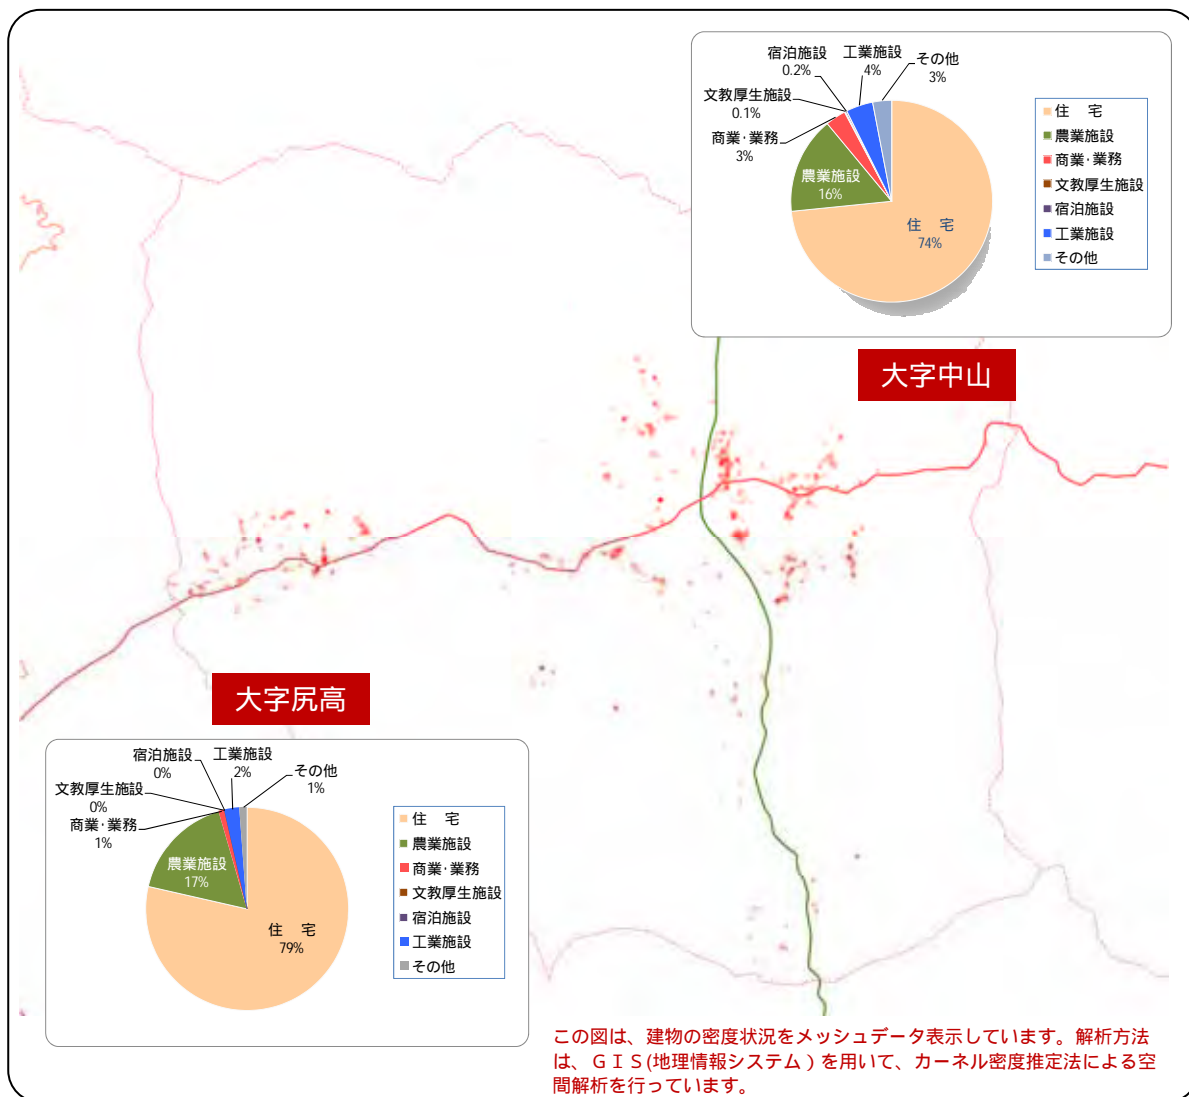 宿泊施設
0.2%
工業施設
4%
その他
3%
文教厚生施設
0.1%
商業・業務
3%
農業施設
16%
住 宅
74%
住 宅
農業施設
商業・業務
文教厚生施設
宿泊施設
工業施設
その他
大字中山
大字尻高
宿泊施設
0%
工業施設
2%
その他
1%
文教厚生施設
0%
商業・業務
1%
農業施設
17%
住 宅
79%
住 宅
農業施設
商業・業務
文教厚生施設
宿泊施設
工業施設
その他
この図は、建物の密度状況をメッシュデータ表示しています。解析方法
は、ＧＩＳ(地理情報システム）を用いて、カーネル密度推定法による空
間解析を行っています。